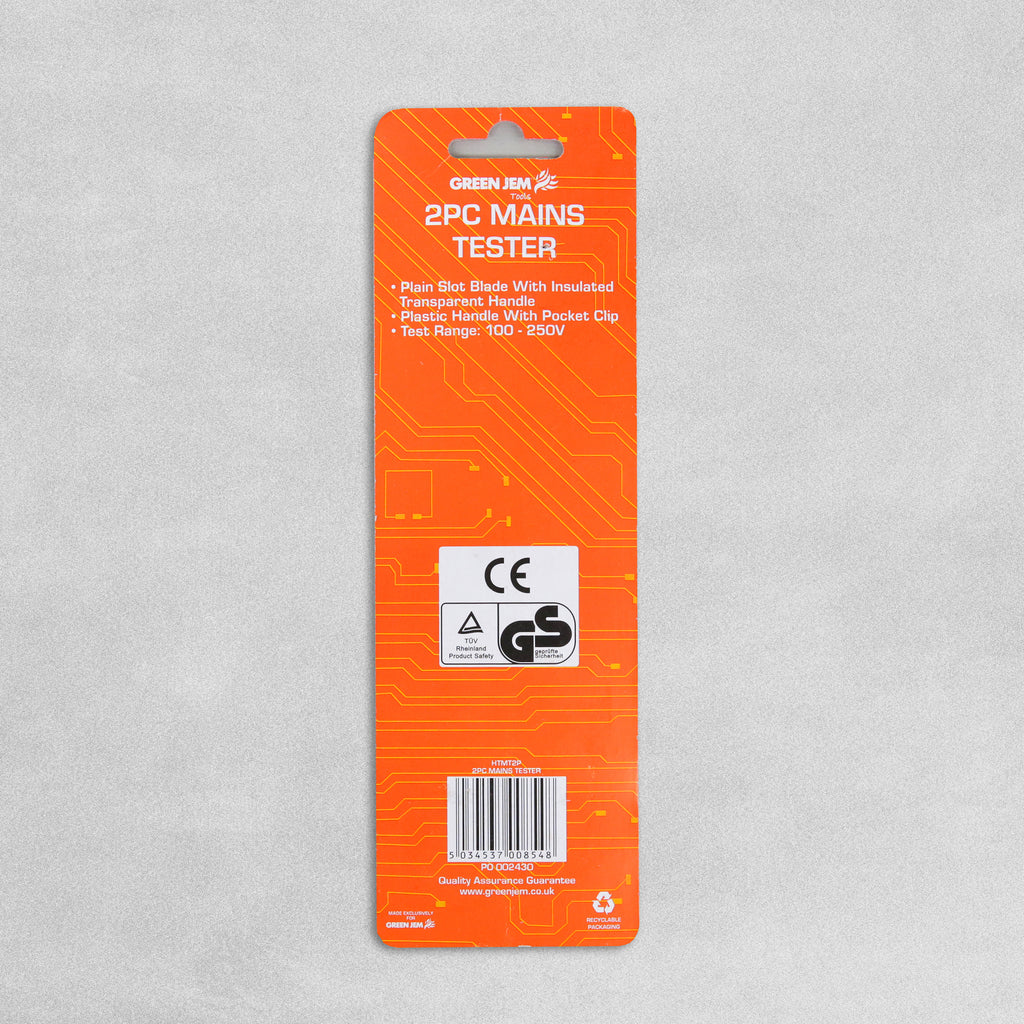 GREEN JEM
Tools
2PC MAINS
TESTER
• Plain Slot Blade With Insulated
Transparent Handle
• Plastic Handle With Pocket Clip
• Test Range: 100 - 250V
CE
TÜV
Rheinland
Product Safety
GS
geprüfte
Sicherheit
HTMT2P
2PC MAINS TESTER
5 034537 008548
PO 002430
Quality Assurance Guarantee
www.greenjem.co.uk
MADE EXCLUSIVELY
FOR
GREEN JEM
RECYCLABLE
PACKAGING